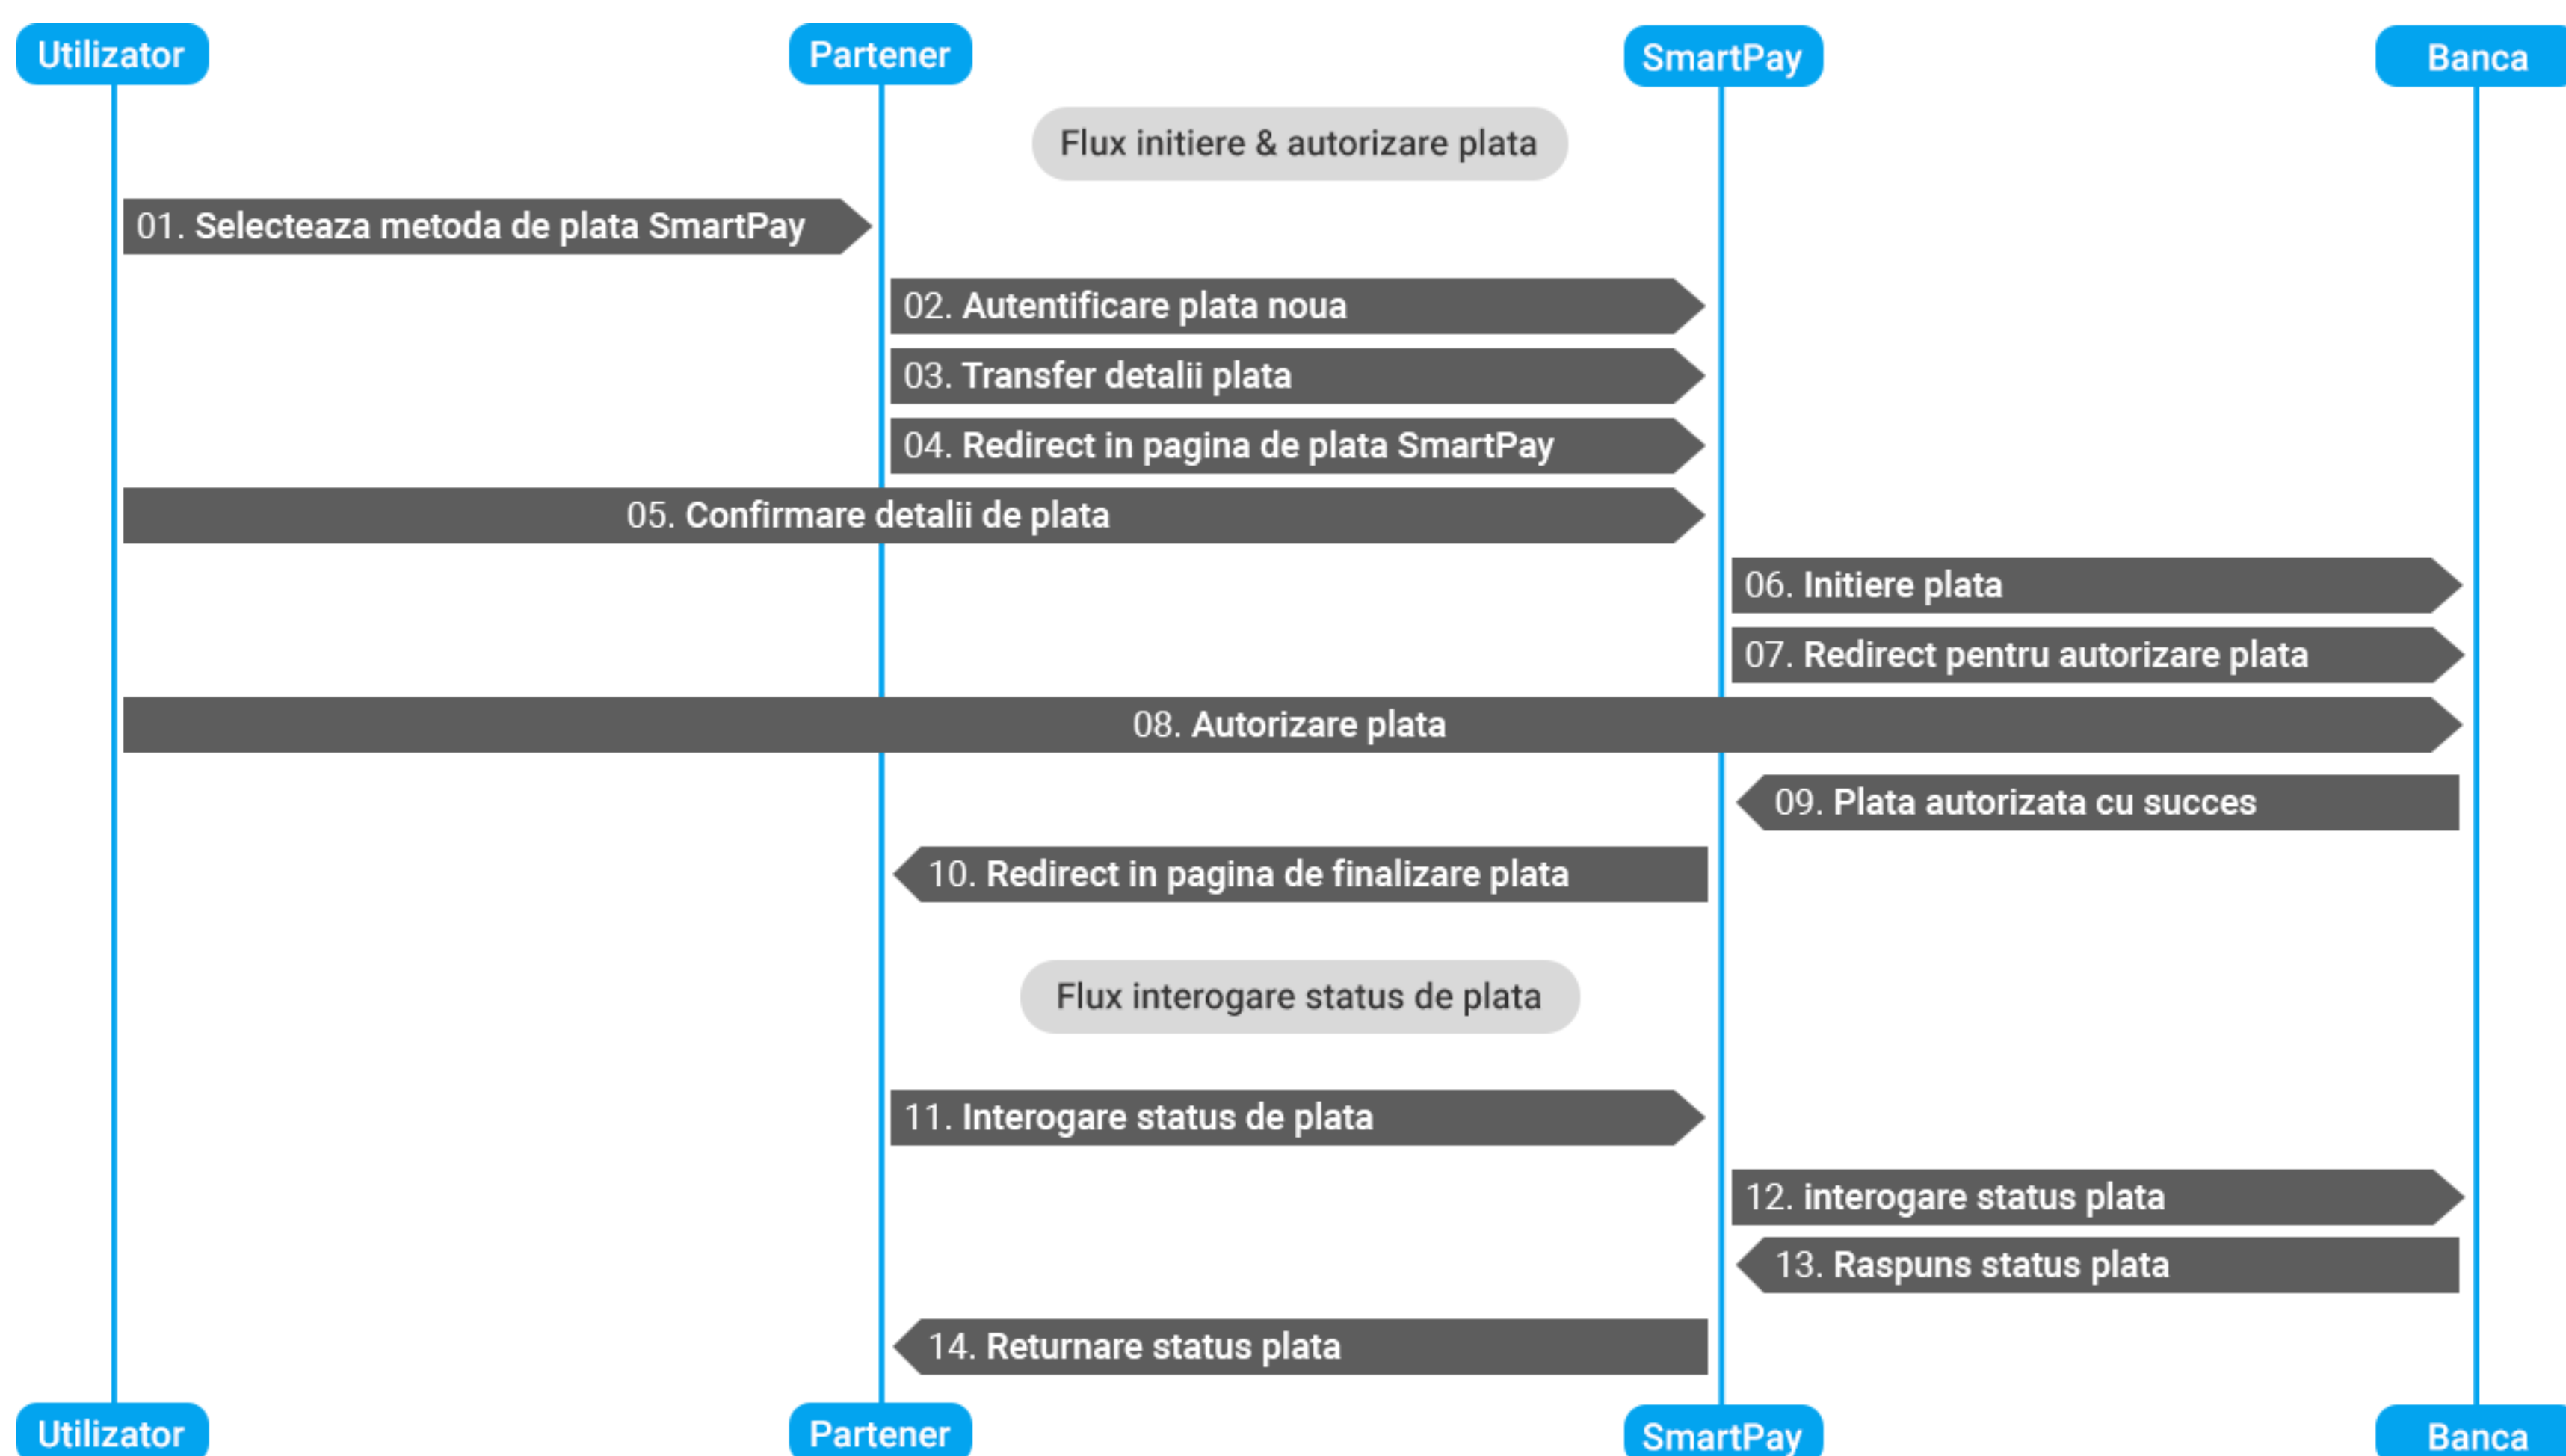 Utilizator
Partener
SmartPay
Banca
Flux initiere & autorizare plata
01. Selecteaza metoda de plata SmartPay
02. Autentificare plata noua
03. Transfer detalii plata
04. Redirect in pagina de plata SmartPay
05. Confirmare detalii de plata
06. Initiere plata
07. Redirect pentru autorizare plata
08. Autorizare plata
09. Plata autorizata cu succes
10. Redirect in pagina de finalizare plata
Flux interogare status de plata
11. Interogare status de plata
12. interogare status plata
13. Raspuns status plata
14. Returnare status plata
Utilizator
Partener
SmartPay
Banca